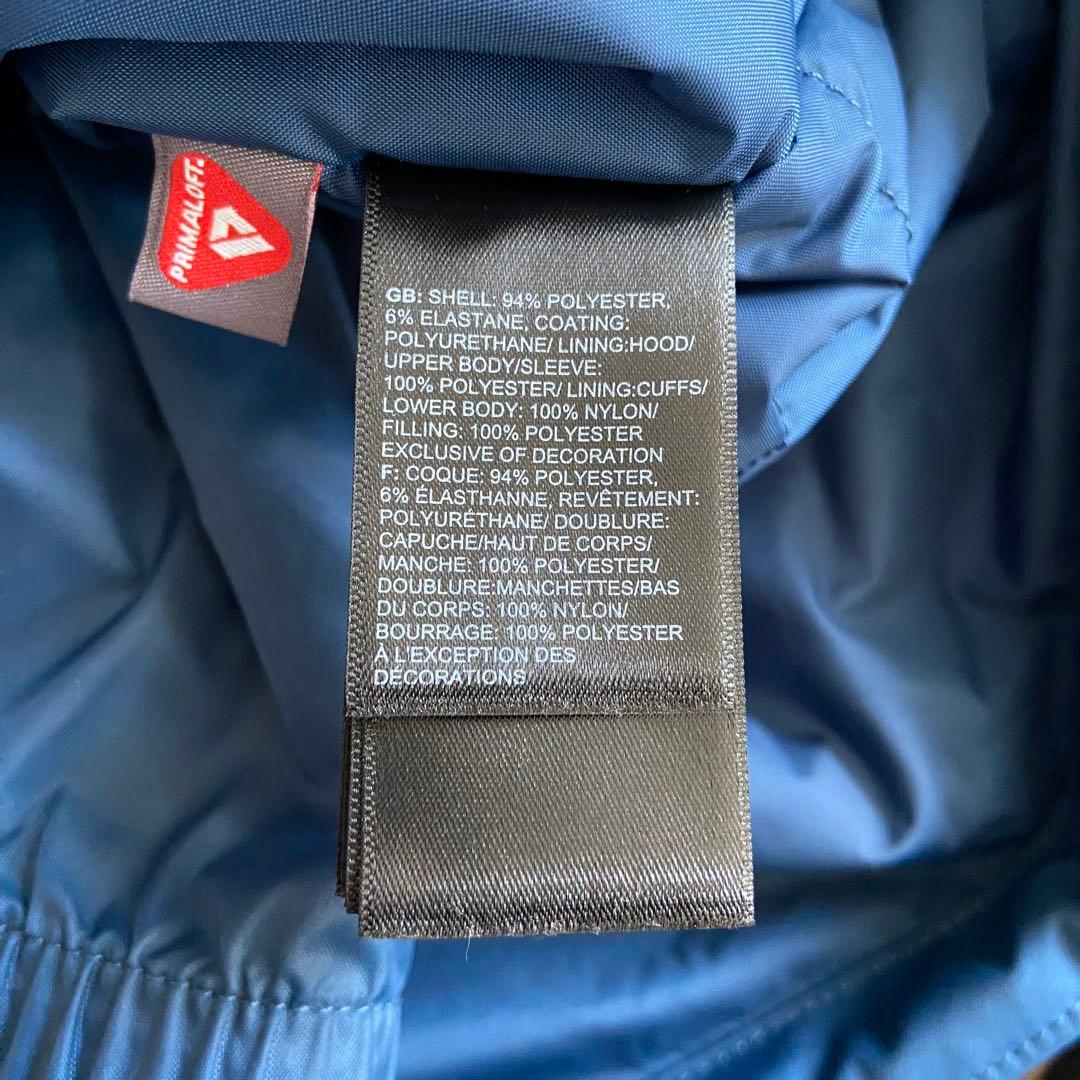 PRIMALOFT
GB: SHELL: 94% POLYESTER,
6% ELASTANE, COATING:
POLYURETHANE/ LINING:HOOD/
UPPER BODY/SLEEVE:
100% POLYESTER/ LINING:CUFFS/
LOWER BODY: 100% NYLON/
FILLING: 100% POLYESTER
EXCLUSIVE OF DECORATION
F: COQUE: 94% POLYESTER,
6% ÉLASTHANNE, REVÊTEMENT:
POLYURÉTHANE/ DOUBLURE:
CAPUCHE/HAUT DE CORPS/
MANCHE: 100% POLYESTER/
DOUBLURE:MANCHETTES/BAS
DU CORPS: 100% NYLON/
BOURRAGE: 100% POLYESTER
À L'EXCEPTION DES
DÉCORATIONS